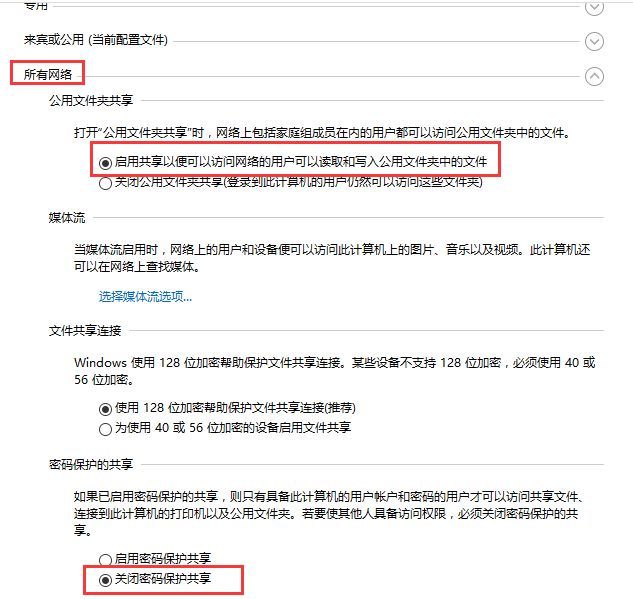 专用
来宾或公用 (当前配置文件)
所有网络
公用文件夹共享
打开“公用文件夹共享”时，网络上包括家庭组成员在内的用户都可以访问公用文件夹中的文件。
启用共享以便可以访问网络的用户可以读取和写入公用文件夹中的文件
关闭公用文件夹共享(登录到此计算机的用户仍然可以访问这些文件夹)
媒体流
当媒体流启用时，网络上的用户和设备便可以访问此计算机上的图片、音乐以及视频。此计算机还
可以在网络上查找媒体。
选择媒体流选项...
文件共享连接
Windows 使用 128 位加密帮助保护文件共享连接。某些设备不支持 128 位加密，必须使用 40 或
56 位加密。
使用 128 位加密帮助保护文件共享连接(推荐)
为使用 40 或 56 位加密的设备启用文件共享
密码保护的共享
如果已启用密码保护的共享，则只有具备此计算机的用户帐户和密码的用户才可以访问共享文件、
连接到此计算机的打印机以及公用文件夹。若要使其他人具备访问权限，必须关闭密码保护的共
享。
启用密码保护共享
关闭密码保护共享